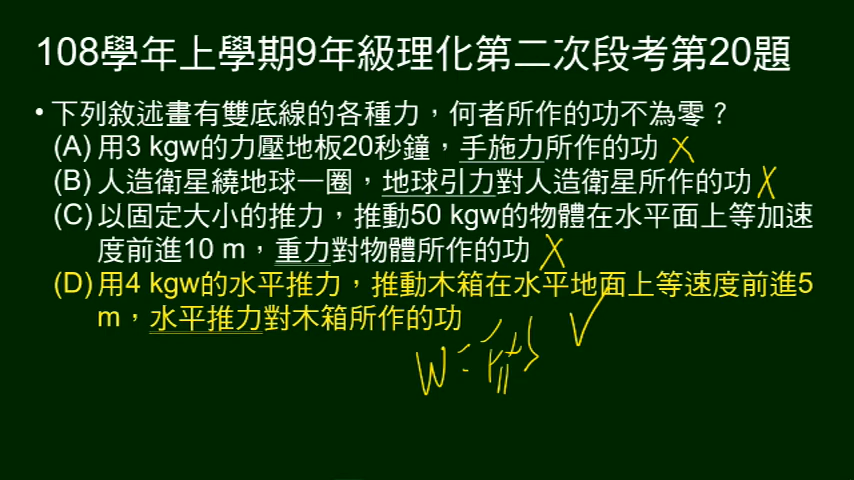 108學年上學期9年級理化第二次段考第20題
• 下列敘述畫有雙底線的各種力，何者所作的功不為零？
(A) 用3 kgw的力壓地板20秒鐘，手施力所作的功 X
(B) 人造衛星繞地球一圈，地球引力對人造衛星所作的功 X
(C) 以固定大小的推力，推動50 kgw的物體在水平面上等加速
度前進10 m，重力對物體所作的功 X
(D) 用4 kgw的水平推力，推動木箱在水平地面上等速度前進5
m，水平推力對木箱所作的功 ✓
W =